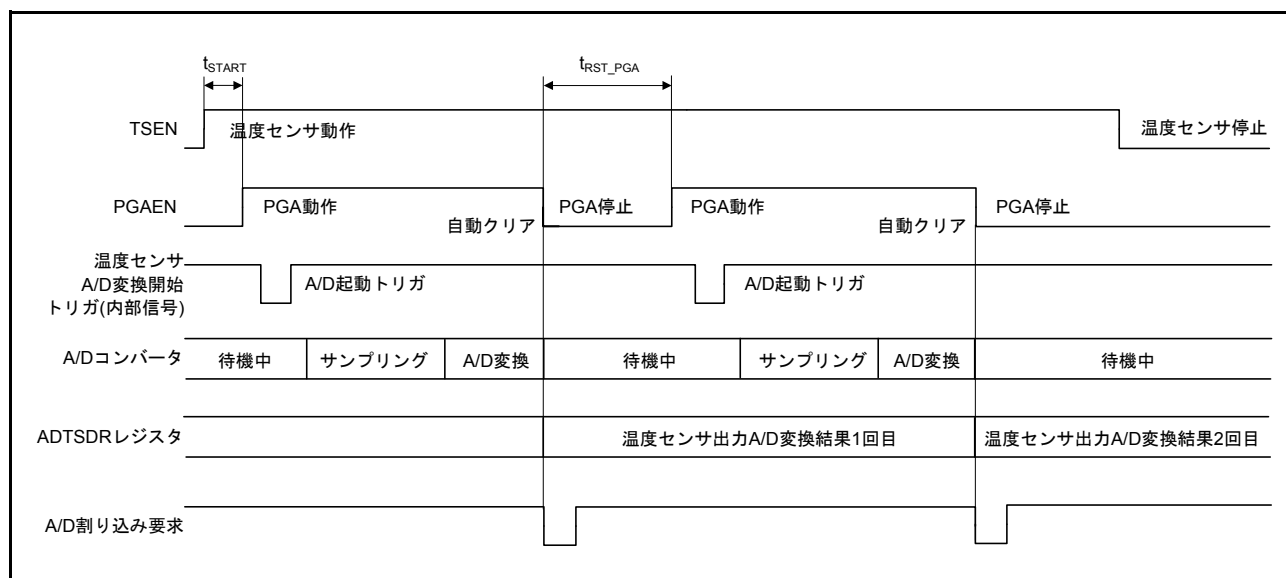 tSTART
tRST_PGA
TSEN
温度センサ動作
温度センサ停止
PGAEN
PGA動作
自動クリア
PGA停止
PGA動作
自動クリア
PGA停止
温度センサ
A/D変換開始
トリガ(内部信号)
A/D起動トリガ
A/D起動トリガ
A/Dコンバータ
待機中
サンプリング
A/D変換
待機中
サンプリング
A/D変換
待機中
ADTSDRレジスタ
温度センサ出力A/D変換結果1回目
温度センサ出力A/D変換結果2回目
A/D割り込み要求